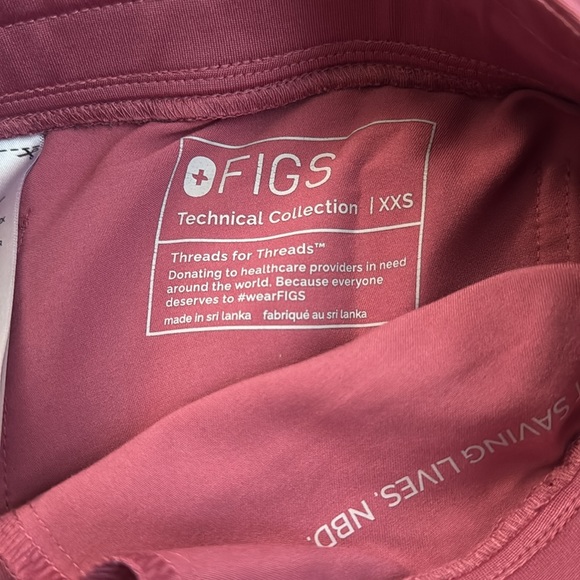 FIGS
Technical Collection | XXS
Threads for Threads™
Donating to healthcare providers in need
around the world. Because everyone
deserves to #wearFIGS
made in sri lanka fabriqué au sri lanka
SAVING LIVES. NBD.